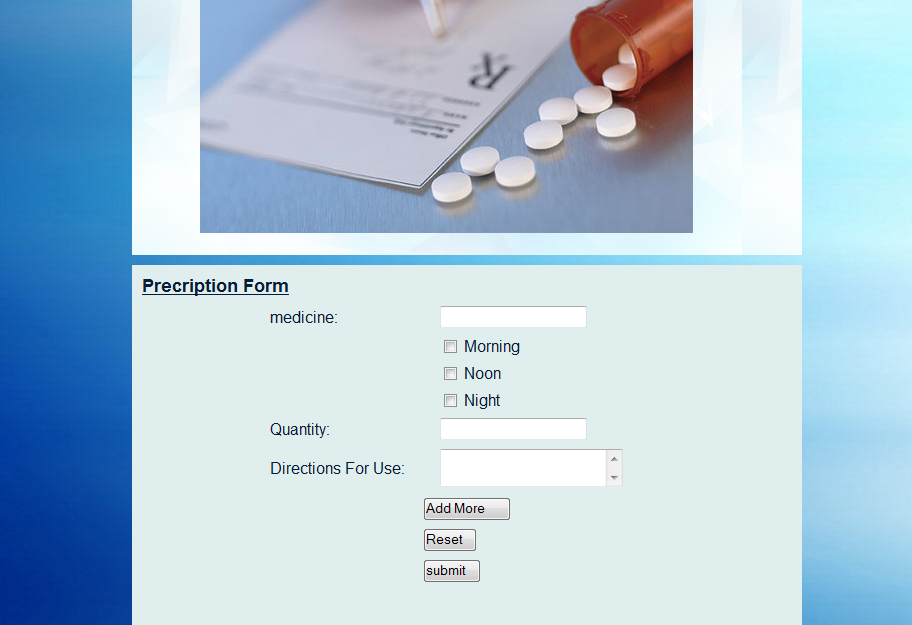 Rx
Precription Form
medicine:
Morning
Noon
Night
Quantity:
Directions For Use:
Add More
Reset
submit